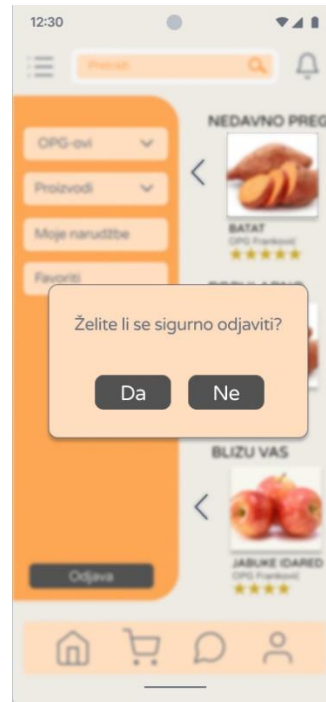 12:30
Pretraži
NEDAVNO PREG
OPG-ovi
Proizvodi
Moje narudžbe
Favoriti
BATAT
OPG Franković
Želite li se sigurno odjaviti?
Da
Ne
BLIZU VAS
JABUKE IDARED
OPG Franković
Odjava